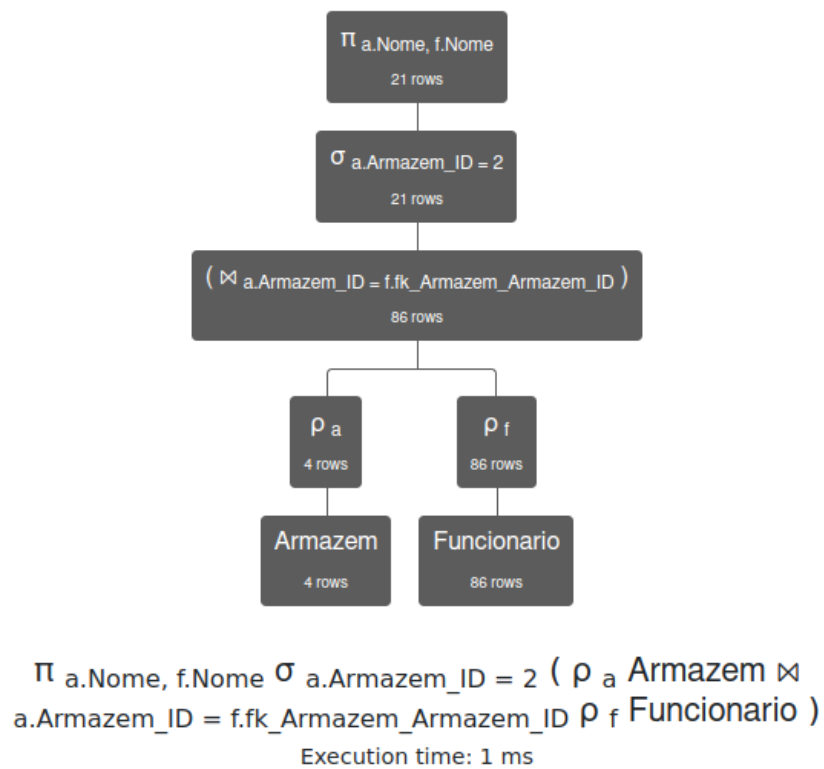 π a.Nome, f.Nome
21 rows
σ a.Armazem_ID = 2
21 rows
( ⋈ a.Armazem_ID = f.fk_Armazem_Armazem_ID )
86 rows
ρ a
4 rows
ρ f
86 rows
Armazem
4 rows
Funcionario
86 rows
π a.Nome, f.Nome σ a.Armazem_ID = 2 ( ρ a Armazem ⋈
a.Armazem_ID = f.fk_Armazem_Armazem_ID ρ f Funcionario )
Execution time: 1 ms